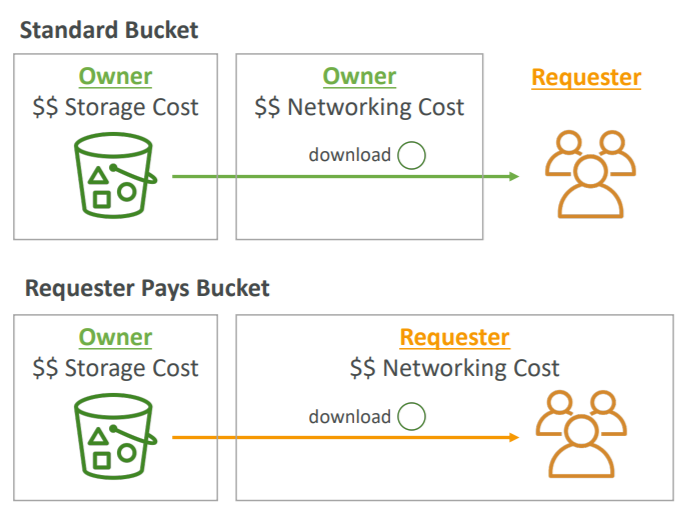 Standard Bucket
Owner
$$ Storage Cost
Owner
$$ Networking Cost
download
Requester
Requester Pays Bucket
Owner
$$ Storage Cost
Requester
$$ Networking Cost
download